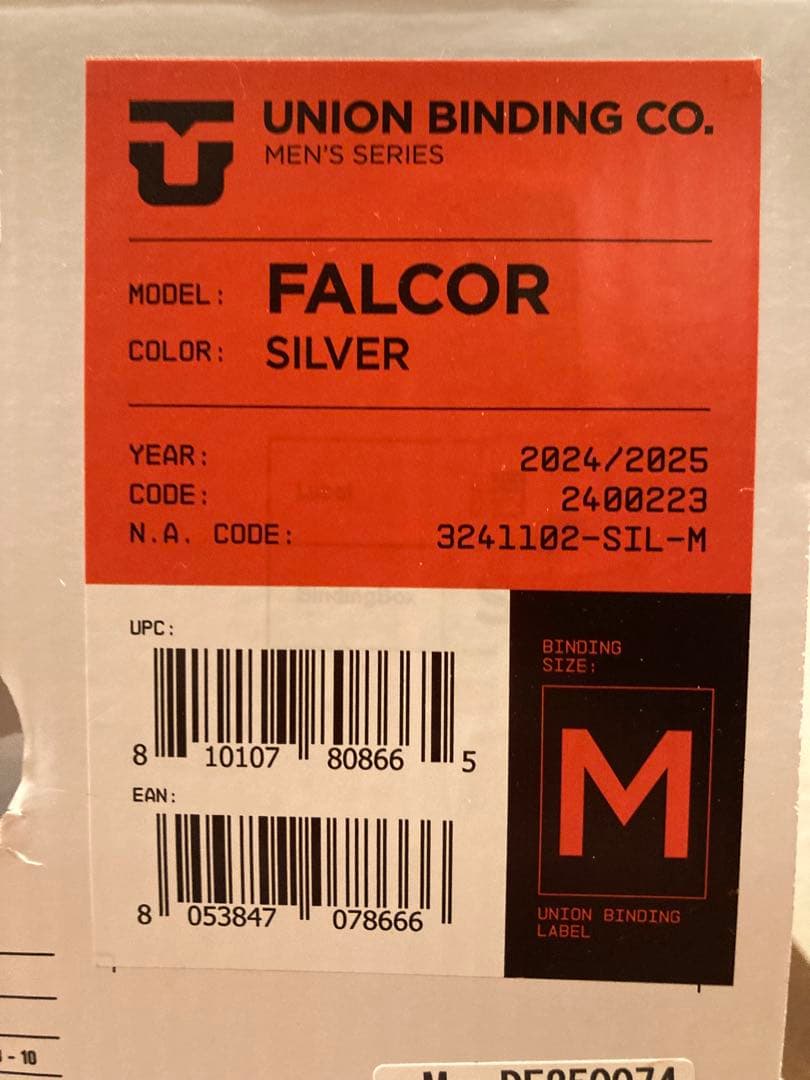 UNION BINDING CO.
MEN'S SERIES
MODEL: FALCOR
COLOR: SILVER
YEAR: 2024/2025
CODE: 2400223
N.A. CODE: 3241102-SIL-M
UPC:
8 10107 80866 5
EAN:
8 053847 078666
BINDING
SIZE:
M
UNION BINDING
LABEL
- 10